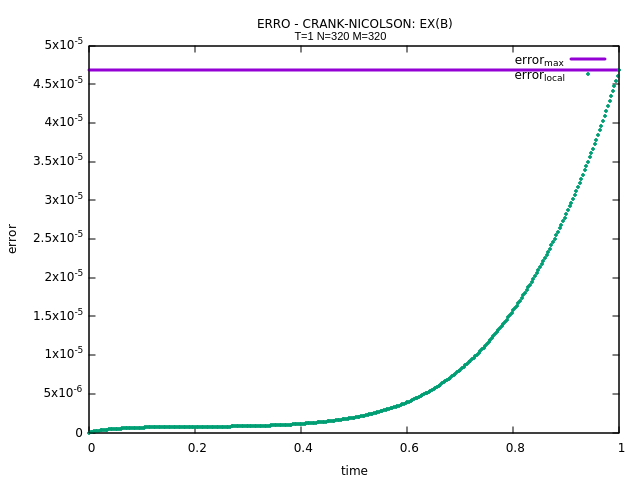 ERRO - CRANK-NICOLSON: EX(B)
T=1 N=320 M=320
5x10⁻⁵
4.5x10⁻⁵
4x10⁻⁵
3.5x10⁻⁵
3x10⁻⁵
2.5x10⁻⁵
2x10⁻⁵
1.5x10⁻⁵
1x10⁻⁵
5x10⁻⁶
0
error
error_max
error_local
0 0.2 0.4 0.6 0.8 1
time